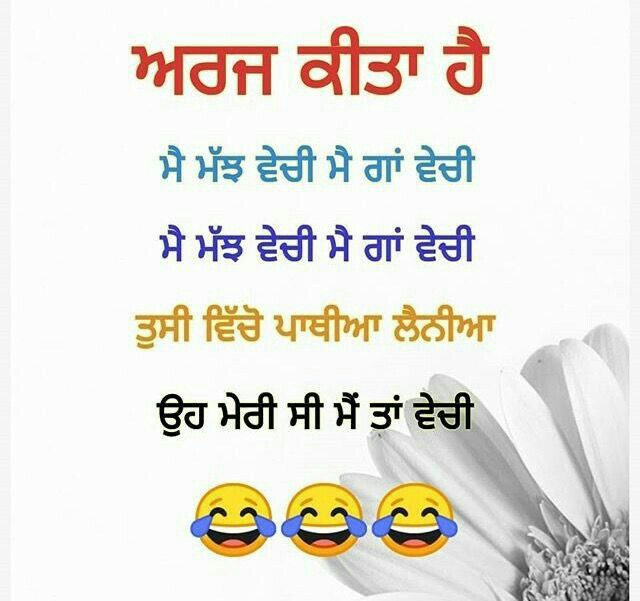 ਅਰਜ ਕੀਤਾ ਹੈ
ਮੈ ਮੱਝ ਵੇਚੀ ਮੈ ਗਾਂ ਵੇਚੀ
ਮੈ ਮੱਝ ਵੇਚੀ ਮੈ ਗਾਂ ਵੇਚੀ
ਤੁਸੀ ਵਿੱਚੋ ਪਾਥੀਆ ਲੈਨੀਆ
ਉਹ ਮੇਰੀ ਸੀ ਮੈਂ ਤਾਂ ਵੇਚੀ